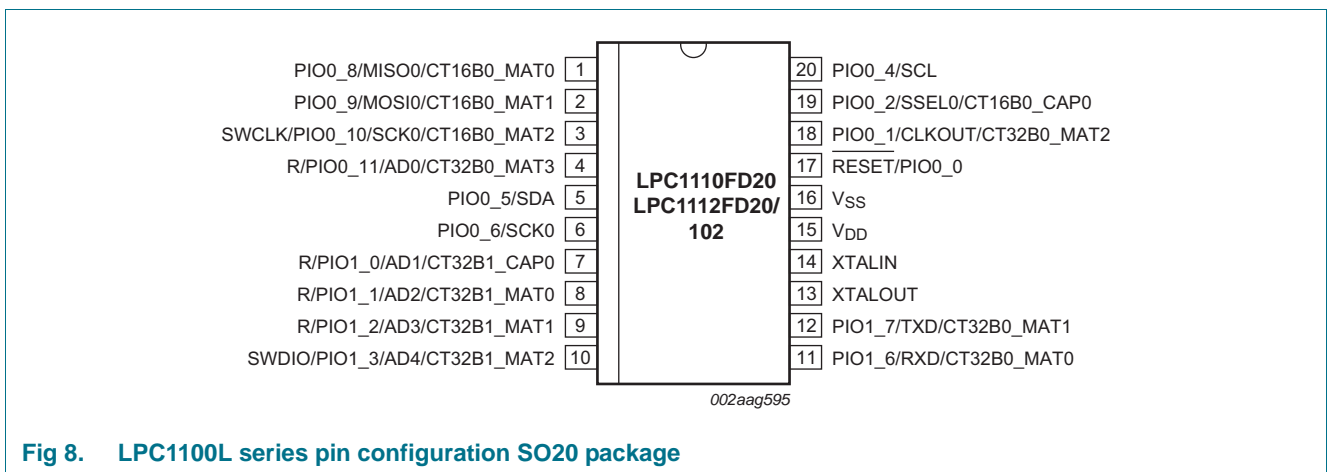 PIO0_8/MISO0/CT16B0_MAT0 1
PIO0_9/MOSI0/CT16B0_MAT1 2
SWCLK/PIO0_10/SCK0/CT16B0_MAT2 3
R/PIO0_11/AD0/CT32B0_MAT3 4
PIO0_5/SDA 5
PIO0_6/SCK0 6
R/PIO1_0/AD1/CT32B1_CAP0 7
R/PIO1_1/AD2/CT32B1_MAT0 8
R/PIO1_2/AD3/CT32B1_MAT1 9
SWDIO/PIO1_3/AD4/CT32B1_MAT2 10
LPC1110FD20
LPC1112FD20/
102
20 PIO0_4/SCL
19 PIO0_2/SSEL0/CT16B0_CAP0
18 PIO0_1/CLKOUT/CT32B0_MAT2
17 RESET/PIO0_0
16 VSS
15 VDD
14 XTALIN
13 XTALOUT
12 PIO1_7/TXD/CT32B0_MAT1
11 PIO1_6/RXD/CT32B0_MAT0
002aag595
Fig 8. LPC1100L series pin configuration SO20 package